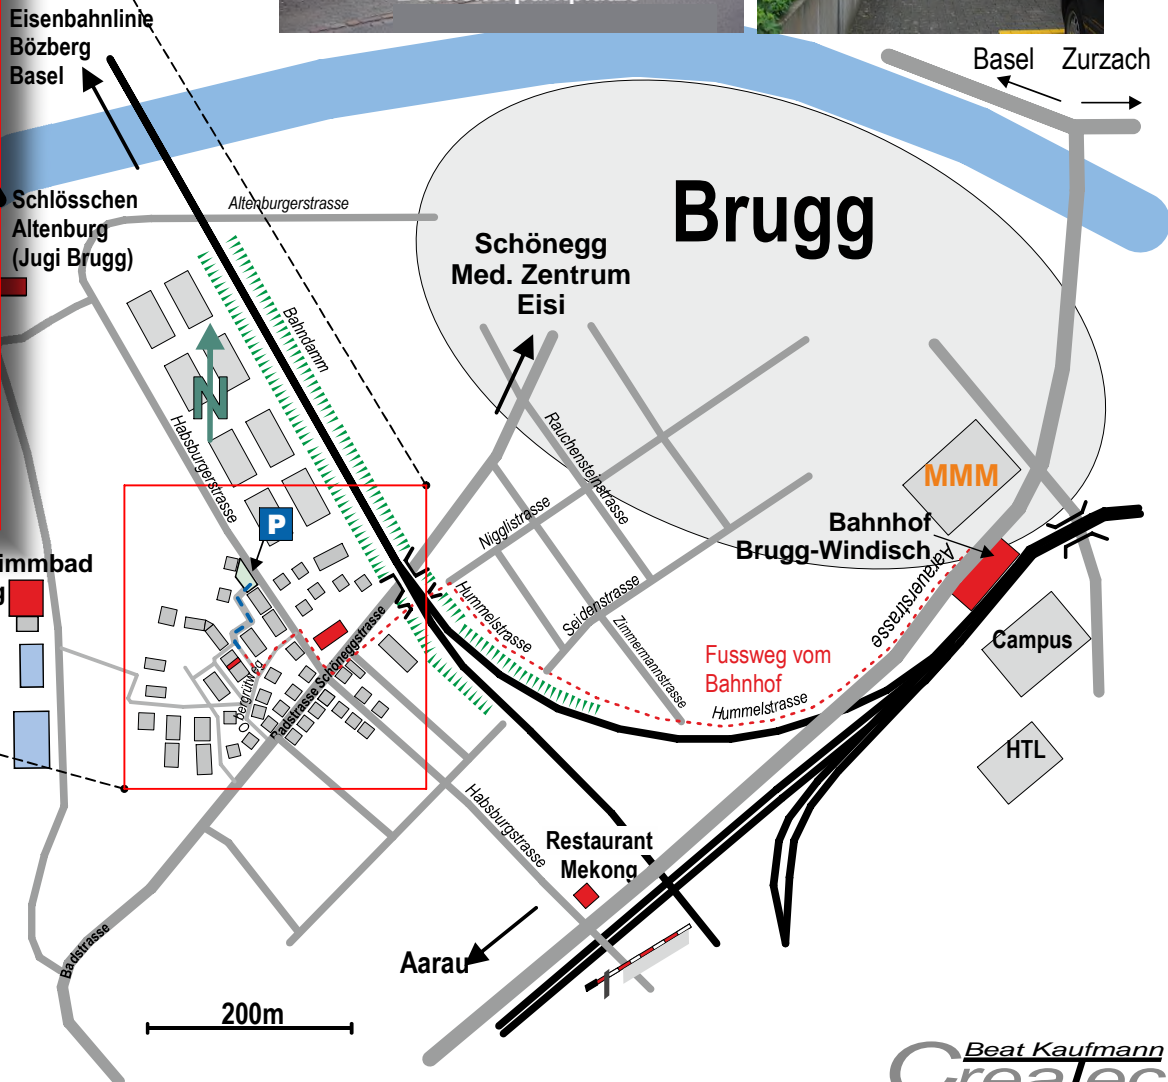 Eisenbahnlinie
Bözberg
Basel
Basel
Zurzach
Schlösschen
Altenburg
(Jugi Brugg)
Altenburgerstrasse
Brugg
Schönegg
Med. Zentrum
Eisi
Bahndamm
N
Habsburgerstrasse
Rauchensteinstrasse
MMM
P
Nigglistrasse
Bahnhof
Brugg-Windisch
Aarauerstrasse
immbad
g
Hummelstrasse
Seidenstrasse
Zimmermannstrasse
Campus
Fussweg vom
Bahnhof
Hummelstrasse
Obergrütweg
Badstrasse Schöneggstrasse
HTL
Habsburgstrasse
Restaurant
Mekong
Badstrasse
Aarau
200m
Beat Kaufmann
CreaTec